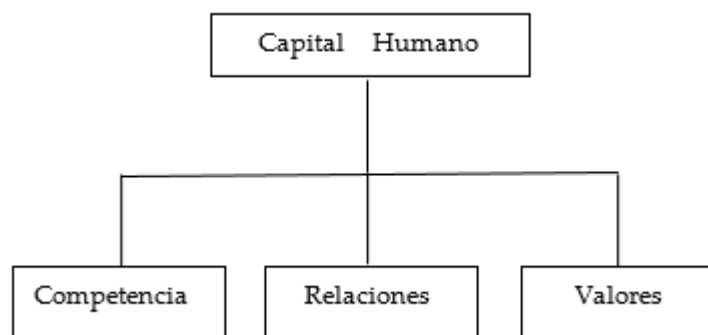 Capital Humano
Competencia
Relaciones
Valores